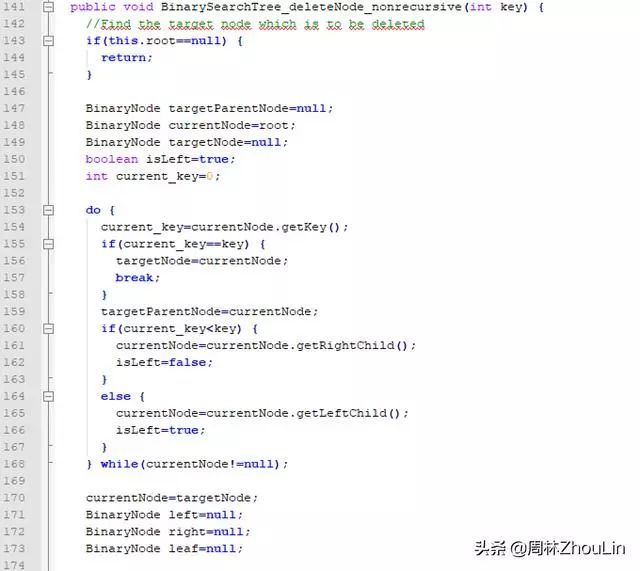 141 public void BinarySearchTree_deleteNode_nonrecursive(int key) {
142 //Find the target node which is to be deleted
143 if(this.root==null) {
144 return;
145 }
146
147 BinaryNode targetParentNode=null;
148 BinaryNode currentNode=root;
149 BinaryNode targetNode=null;
150 boolean isLeft=true;
151 int current_key=0;
152
153 do {
154 current_key=currentNode.getKey();
155 if(current_key==key) {
156 targetNode=currentNode;
157 break;
158 }
159 targetParentNode=currentNode;
160 if(current_key<key) {
161 currentNode=currentNode.getRightChild();
162 isLeft=false;
163 }
164 else {
165 currentNode=currentNode.getLeftChild();
166 isLeft=true;
167 }
168 } while(currentNode!=null);
169
170 currentNode=targetNode;
171 BinaryNode left=null;
172 BinaryNode right=null;
173 BinaryNode leaf=null;
174
头条 @周林ZhouLin